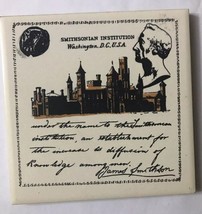 SMITHSONIAN INSTITUTION
Washington, D.C. U.S.A.
under the name to the Smithsonian
institution, an establishment for
the increase & diffusion of
Knowledge among men.
James Smithson